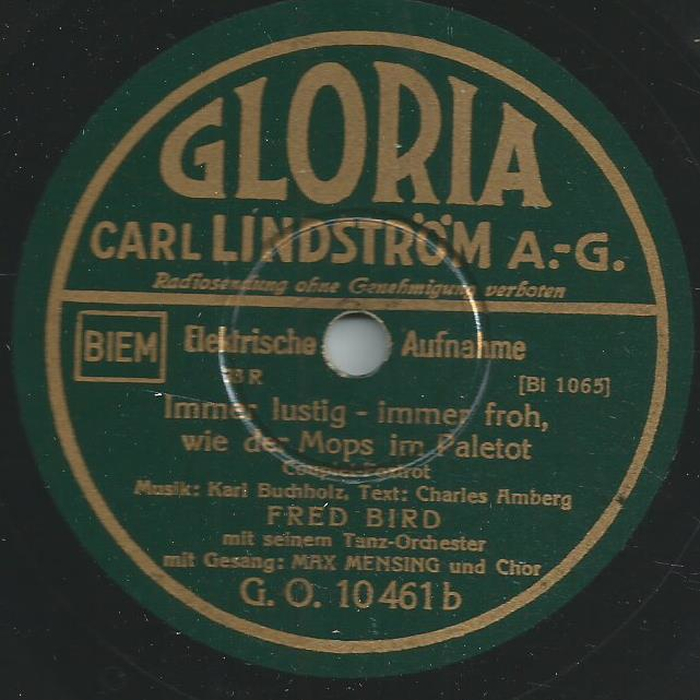 GLORIA
CARL LINDSTRÖM A.-G.
Radiosendung ohne Genehmigung verboten
BIEM
Elektrische Aufnahme
[BI 1065]
Immer lustig - immer froh,
wie der Mops im Paletot
Musik: Karl Buchholz, Text: Charles Amberg
FRED BIRD
mit seinem Tanz-Orchester
mit Gesang: MAX MENSING und Chor
G. O. 10461 b